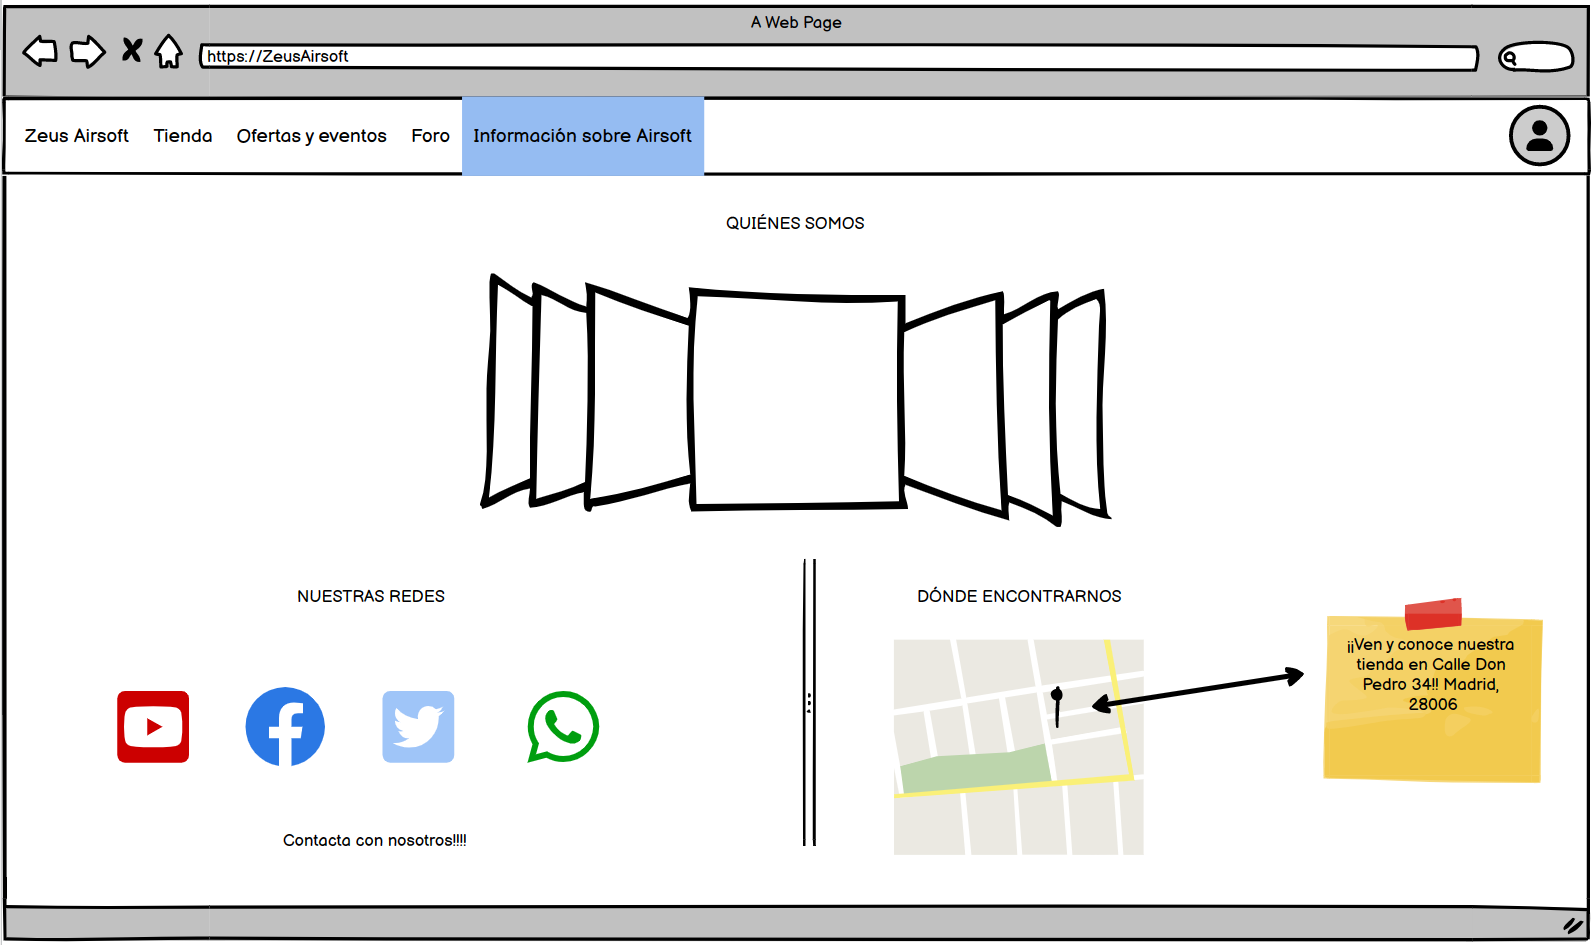 A Web Page
https://ZeusAirsoft
Zeus Airsoft Tienda Ofertas y eventos Foro Información sobre Airsoft
QUIÉNES SOMOS
NUESTRAS REDES
Contacta con nosotros!!!!
DÓNDE ENCONTRARNOS
¡¡Ven y conoce nuestra
tienda en Calle Don
Pedro 34!! Madrid,
28006